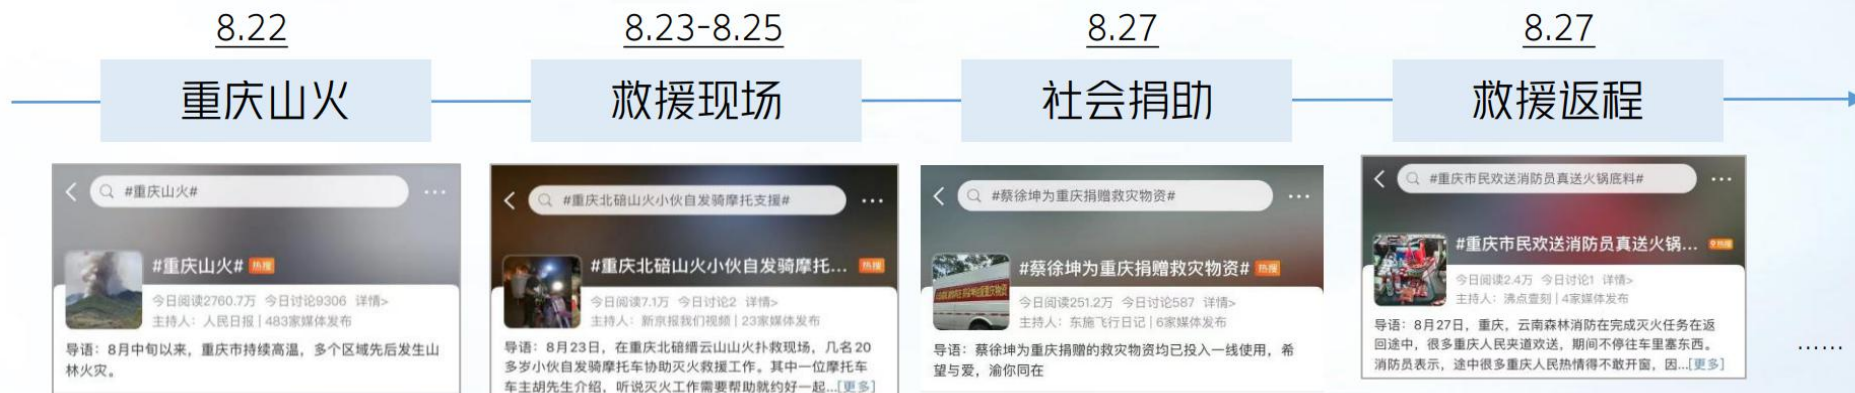 8.22
8.23-8.25
8.27
8.27
重庆山火
救援现场
社会捐助
救援返程
#重庆山火#
#重庆山火# 热搜
今日阅读2760.7万 今日讨论9306 详情>
主持人：人民日报 | 483家媒体发布
导语：8月中旬以来，重庆市持续高温，多个区域先后发生山
林火灾。
#重庆北碚山火小伙自发骑摩托支援#
#重庆北碚山火小伙自发骑摩托... 热搜
今日阅读7.1万 今日讨论2 详情>
主持人：新京报我们视频 | 23家媒体发布
导语：8月23日，在重庆北碚缙云山山火扑救现场，几名20
多岁小伙自发骑摩托车协助灭火救援工作。其中一位摩托车
车主胡先生介绍，听说灭火工作需要帮助就约好一起...[更多]
#蔡徐坤为重庆捐赠救灾物资#
#蔡徐坤为重庆捐赠救灾物资# 热搜
今日阅读251.2万 今日讨论587 详情>
主持人：东施飞行日记 | 6家媒体发布
导语：蔡徐坤为重庆捐赠的救灾物资均已投入一线使用，希
望与爱，渝你同在
#重庆市民欢送消防员真送火锅底料#
#重庆市民欢送消防员真送火锅... 热搜
今日阅读2.4万 今日讨论1 详情>
主持人：沸点壹刻 | 4家媒体发布
导语：8月27日，重庆，云南森林消防在完成灭火任务在返
回途中，很多重庆人民夹道欢送，期间不停往车里塞东西。
消防员表示，途中很多重庆人民热情得不敢开窗，因...[更多]
……